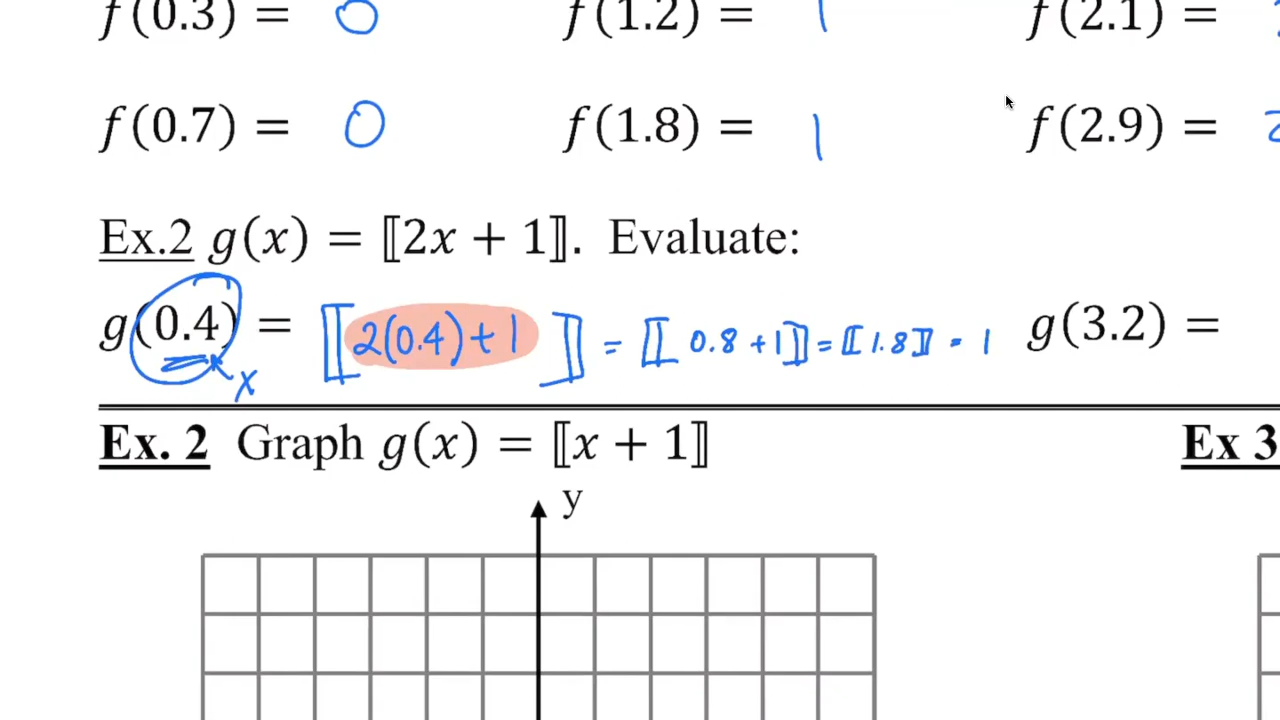 f(0.3) = 0 f(1.2) = 1 f(2.1) =
f(0.7) = 0 f(1.8) = 1 f(2.9) = 2
Ex.2 g(x) = ⟦2x + 1⟧. Evaluate:
g(0.4) = ⟦2(0.4)+1⟧ = ⟦0.8+1⟧ = ⟦1.8⟧ = 1 g(3.2) =
x
Ex. 2 Graph g(x) = ⟦x + 1⟧ Ex 3
y